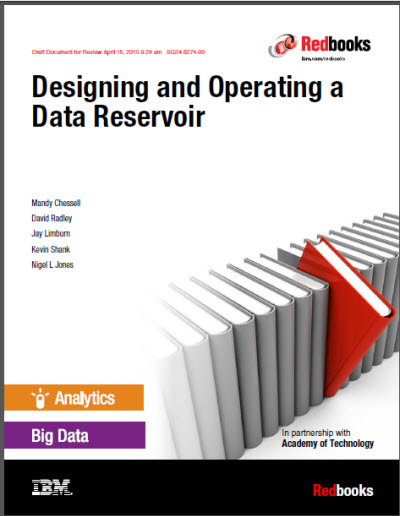 Redbooks
Draft Document for Review April 15, 2015 9:24 am SG24-8274-00
ibm.com/redbooks
Designing and Operating a
Data Reservoir
Mandy Chessell
David Radley
Jay Limburn
Kevin Shank
Nigel L Jones
Analytics
Big Data
In partnership with
Academy of Technology
IBM
Redbooks